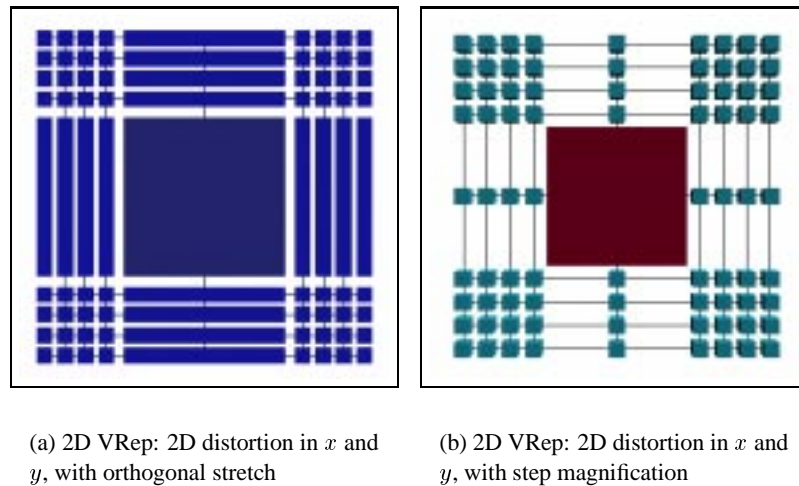 (a) 2D VRep: 2D distortion in x and
y, with orthogonal stretch
(b) 2D VRep: 2D distortion in x and
y, with step magnification